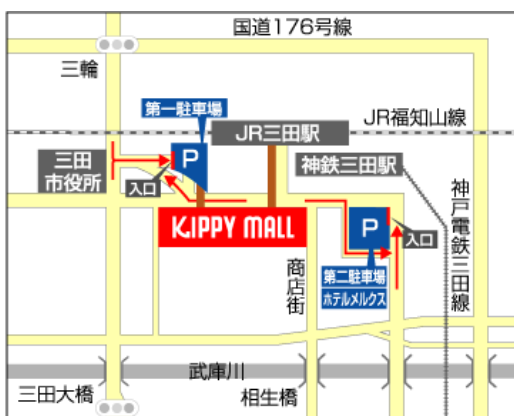 国道176号線
三輪
第一駐車場
JR福知山線
JR三田駅
P
三田
市役所
神鉄三田駅
入口
KIPPY MALL
P
入口
神戸電鉄三田線
商店街
第二駐車場
ホテルメルクス
武庫川
三田大橋
相生橋